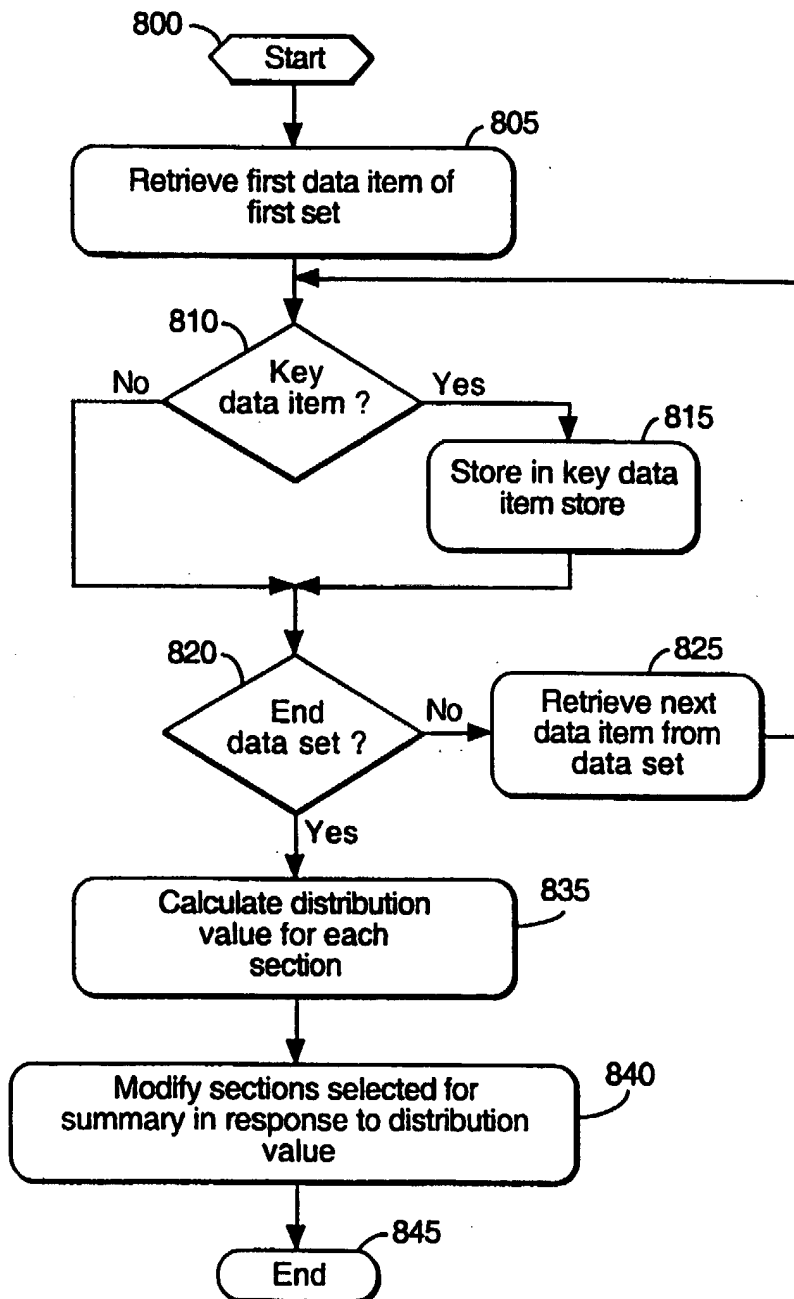 800
Start
805
Retrieve first data item of
first set
810
No
Key
data item ?
Yes
815
Store in key data
item store
820
End
data set ?
No
825
Retrieve next
data item from
data set
Yes
Calculate distribution
value for each
section
835
Modify sections selected for
summary in response to distribution
value
840
845
End